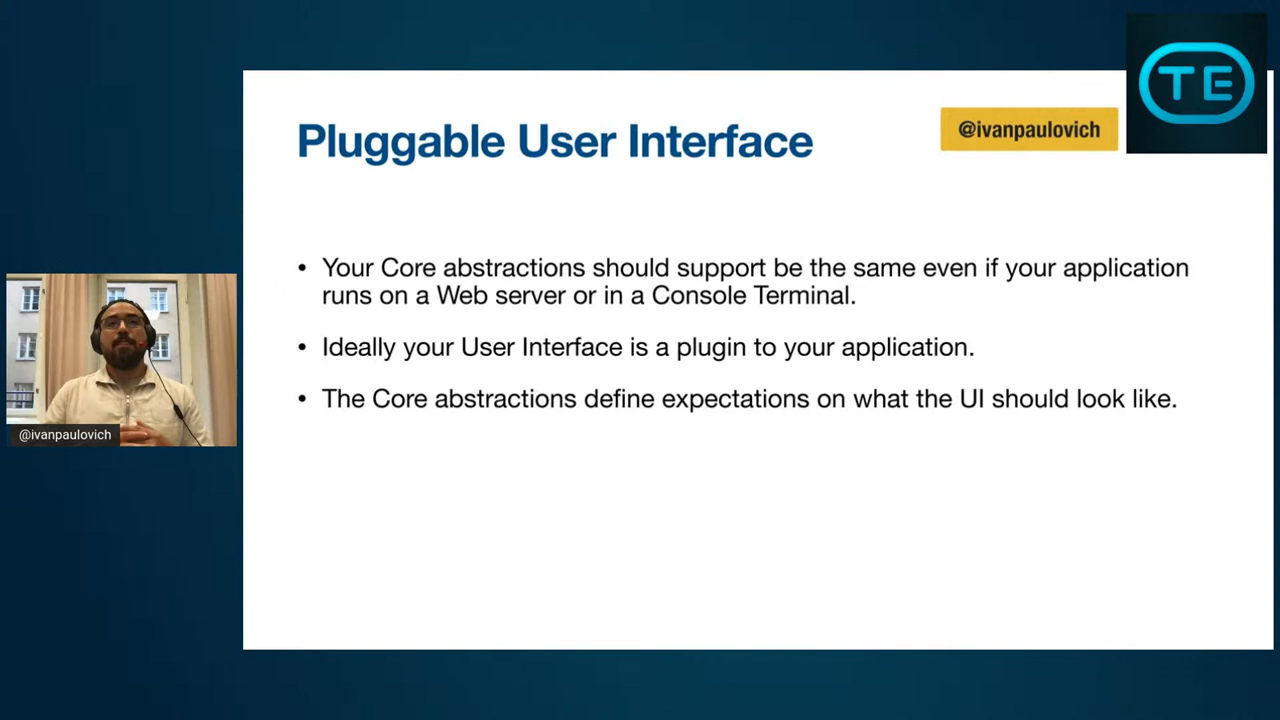 TE
Pluggable User Interface
@ivanpaulovich
• Your Core abstractions should support be the same even if your application
runs on a Web server or in a Console Terminal.
• Ideally your User Interface is a plugin to your application.
• The Core abstractions define expectations on what the UI should look like.
@ivanpaulovich